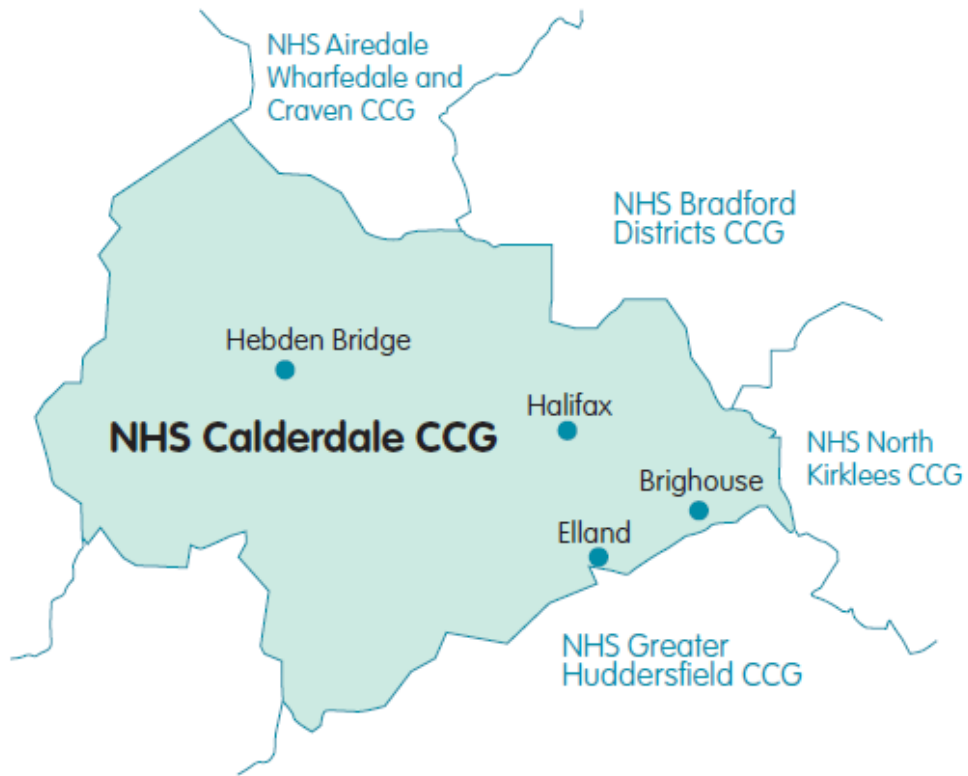 NHS Airedale
Wharfedale and
Craven CCG
NHS Bradford
Districts CCG
Hebden Bridge
Halifax
NHS Calderdale CCG
NHS North
Kirklees CCG
Brighouse
Elland
NHS Greater
Huddersfield CCG